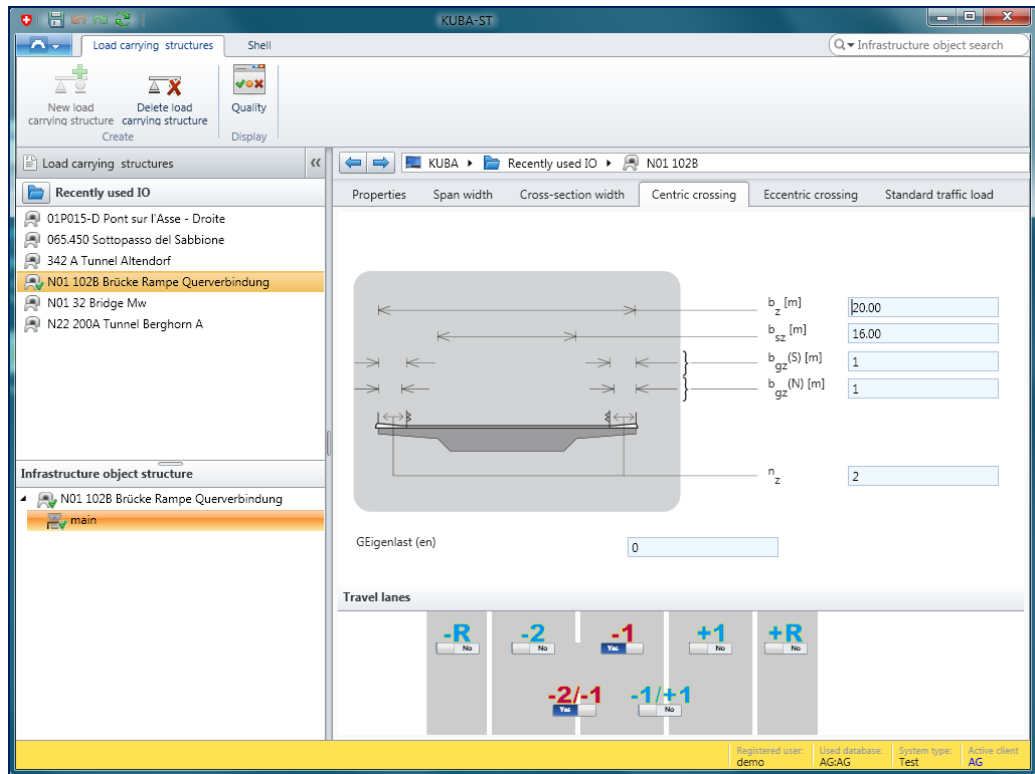 KUBA-ST
Load carrying structures
Shell
Infrastructure object search
New load
carrying structure
Delete load
carrying structure
Quality
Create
Display
Load carrying structures
KUBA
Recently used IO
N01 102B
Recently used IO
Properties
Span width
Cross-section width
Centric crossing
Eccentric crossing
Standard traffic load
01P015-D Pont sur l'Asse - Droite
065.450 Sottopasso del Sabbione
342 A Tunnel Altendorf
N01 102B Brücke Rampe Querverbindung
N01 32 Bridge Mw
N22 200A Tunnel Berghorn A
bz [m]
20.00
bsz [m]
16.00
bgz(S) [m]
1
bgz(N) [m]
1
nz
2
Infrastructure object structure
N01 102B Brücke Rampe Querverbindung
main
GEigenlast (en)
0
Travel lanes
-R
No
-2
No
-1
Yes
+1
No
+R
No
-2/-1
Yes
-1/+1
No
Registered user:
demo
Used database:
AG:AG
System type:
Test
Active client
AG